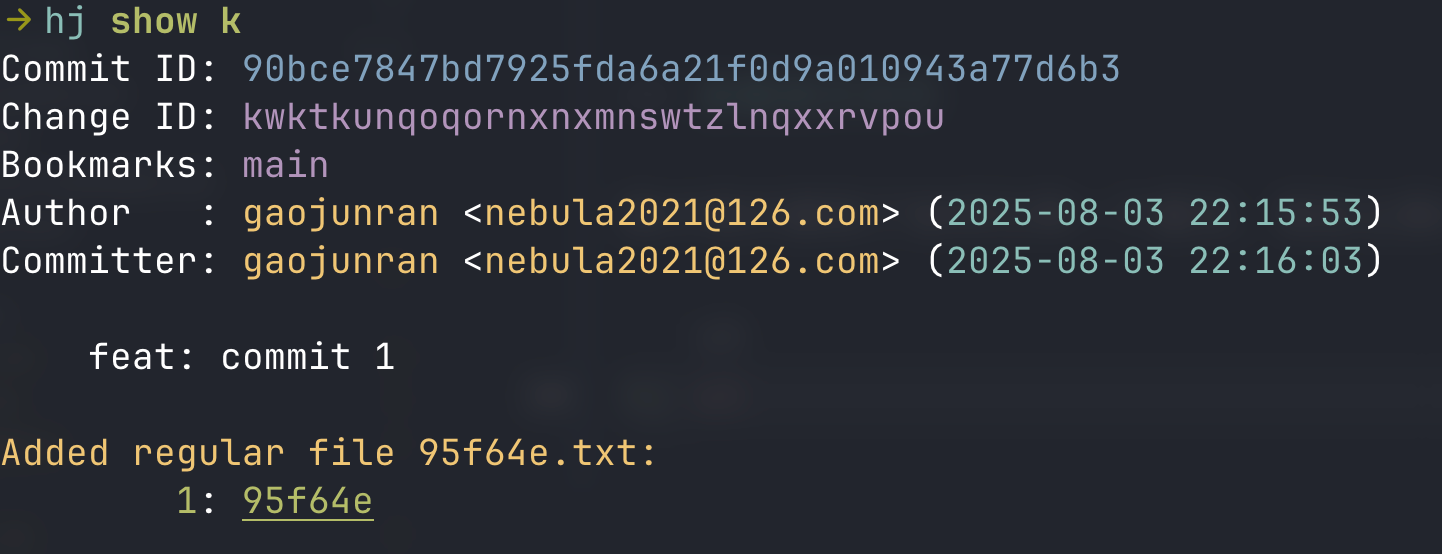 → hj show k
Commit ID: 90bce7847bd7925fda6a21f0d9a010943a77d6b3
Change ID: kwktkunqoqornxnxmnswtzlnqxxrvpou
Bookmarks: main
Author   : gaojunran <nebula2021@126.com> (2025-08-03 22:15:53)
Committer: gaojunran <nebula2021@126.com> (2025-08-03 22:16:03)
    feat: commit 1
Added regular file 95f64e.txt:
        1: 95f64e